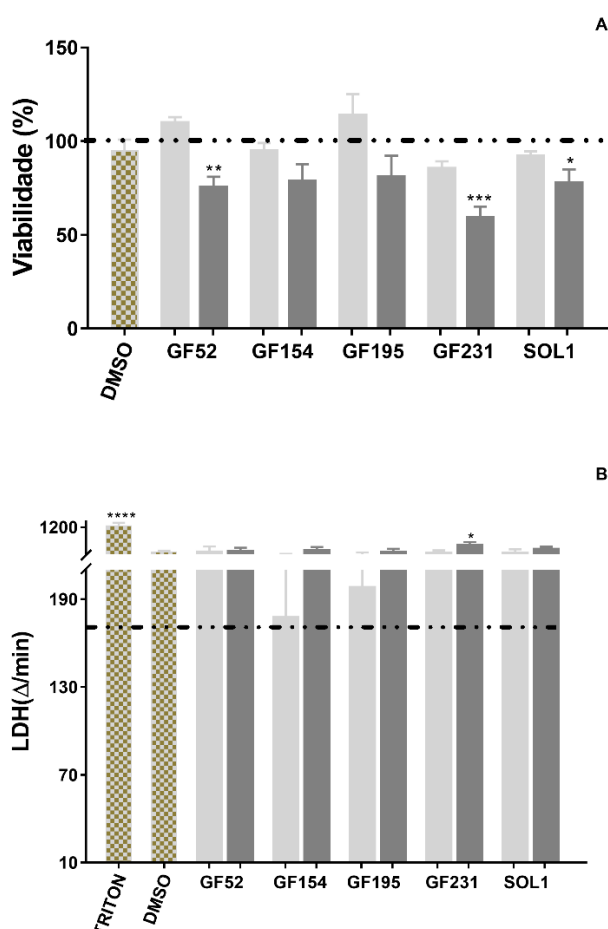 A
Viabilidade (%)
150
100
50
0
**
***
*
DMSO
GF52
GF154
GF195
GF231
SOL1
B
LDH(Δ/min)
1200
190
130
70
10
****
*
TRITON
DMSO
GF52
GF154
GF195
GF231
SOL1